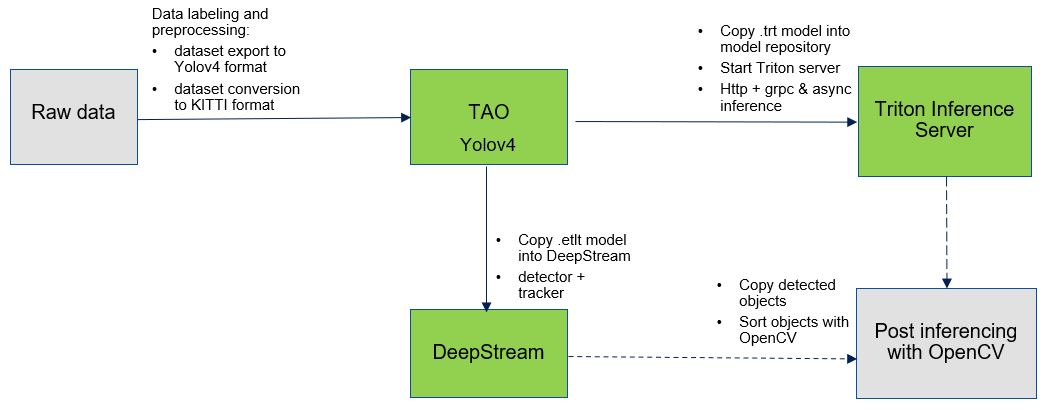 Data labeling and
preprocessing:
• dataset export to
Yolov4 format
• dataset conversion
to KITTI format
Raw data
TAO
Yolov4
• Copy .trt model into
model repository
• Start Triton server
• Http + grpc & async
inference
Triton Inference
Server
• Copy .etlt model
into DeepStream
• detector +
tracker
DeepStream
• Copy detected
objects
• Sort objects with
OpenCV
Post inferencing
with OpenCV